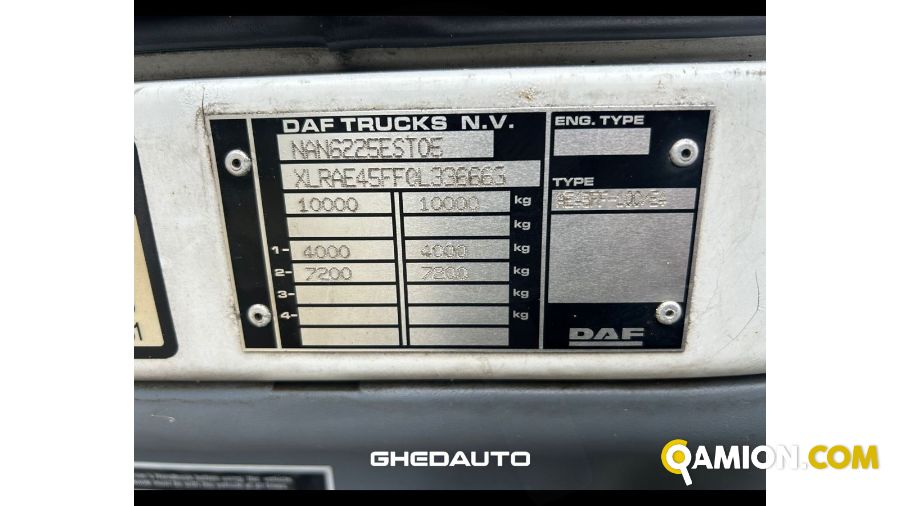 DAF TRUCKS N.V.
NAN6225EST05
XLRAE45FF0L336663
10000 10000 kg
kg
1- 4000 4000 kg
2- 7200 7200 kg
3- kg
4- kg
ENG. TYPE
TYPE
DAF
GHEDAUTO
QAMION.COM